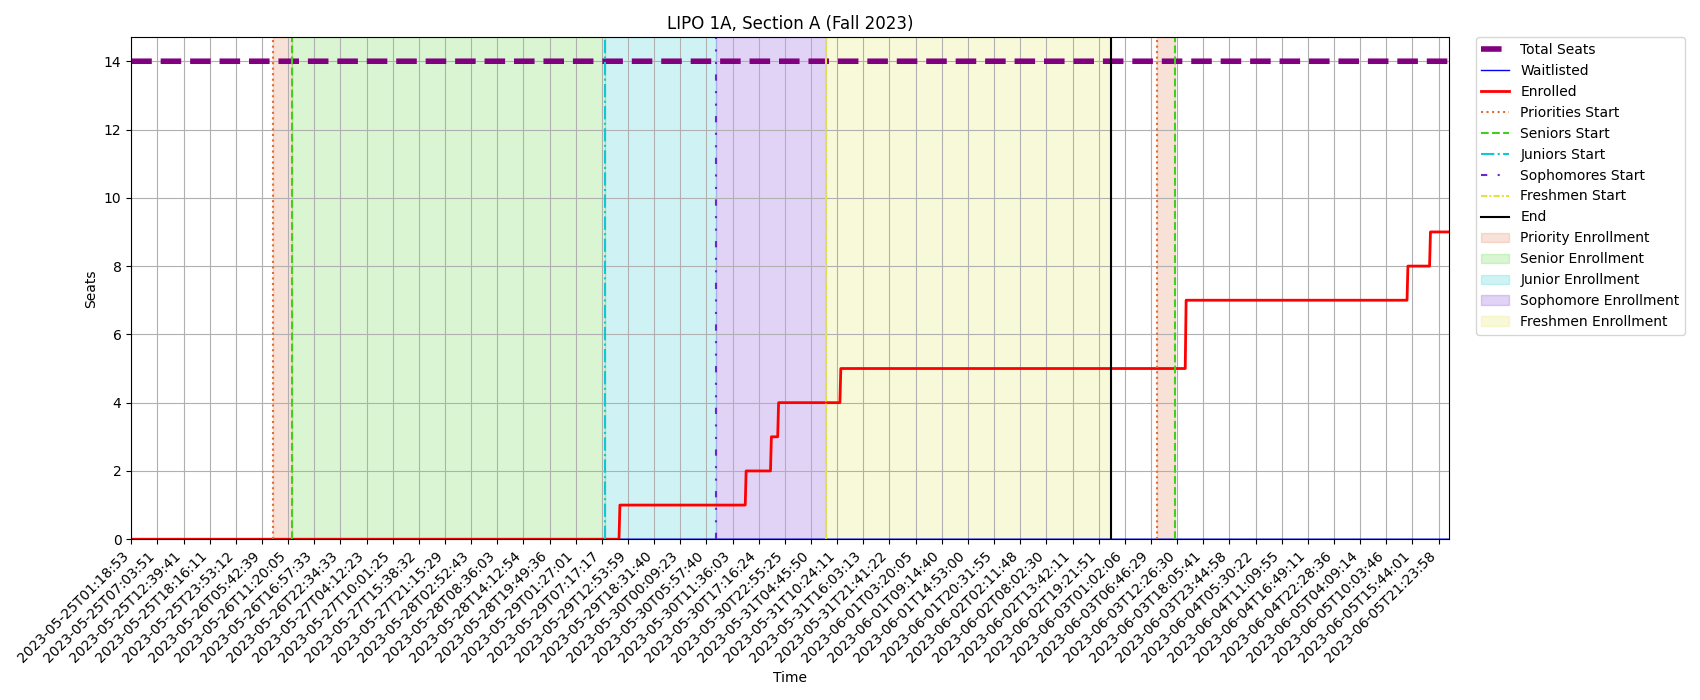 LIPO 1A, Section A (Fall 2023)
14
12
10
8
6
4
2
0
Seats
2023-05-25T01:18:53
2023-05-25T07:03:51
2023-05-25T12:39:41
2023-05-25T18:16:11
2023-05-25T23:53:12
2023-05-26T05:42:39
2023-05-26T11:20:05
2023-05-26T16:57:33
2023-05-26T22:34:33
2023-05-27T04:12:23
2023-05-27T10:01:25
2023-05-27T15:38:32
2023-05-27T21:15:29
2023-05-28T02:52:43
2023-05-28T08:36:03
2023-05-28T14:12:54
2023-05-28T19:49:36
2023-05-29T01:27:01
2023-05-29T07:17:17
2023-05-29T12:53:59
2023-05-29T18:31:40
2023-05-30T00:09:23
2023-05-30T05:57:40
2023-05-30T11:36:03
2023-05-30T17:16:24
2023-05-30T22:55:25
2023-05-31T04:45:50
2023-05-31T10:24:11
2023-05-31T16:03:13
2023-05-31T21:41:22
2023-06-01T03:20:05
2023-06-01T09:14:40
2023-06-01T14:53:00
2023-06-01T20:31:55
2023-06-02T02:11:48
2023-06-02T08:02:30
2023-06-02T13:42:11
2023-06-02T19:21:51
2023-06-03T01:02:06
2023-06-03T06:46:29
2023-06-03T12:26:30
2023-06-03T18:05:41
2023-06-03T23:44:58
2023-06-04T05:30:22
2023-06-04T11:09:55
2023-06-04T16:49:11
2023-06-04T22:28:36
2023-06-05T04:09:14
2023-06-05T10:03:46
2023-06-05T15:44:01
2023-06-05T21:23:58
Time
Total Seats
Waitlisted
Enrolled
Priorities Start
Seniors Start
Juniors Start
Sophomores Start
Freshmen Start
End
Priority Enrollment
Senior Enrollment
Junior Enrollment
Sophomore Enrollment
Freshmen Enrollment